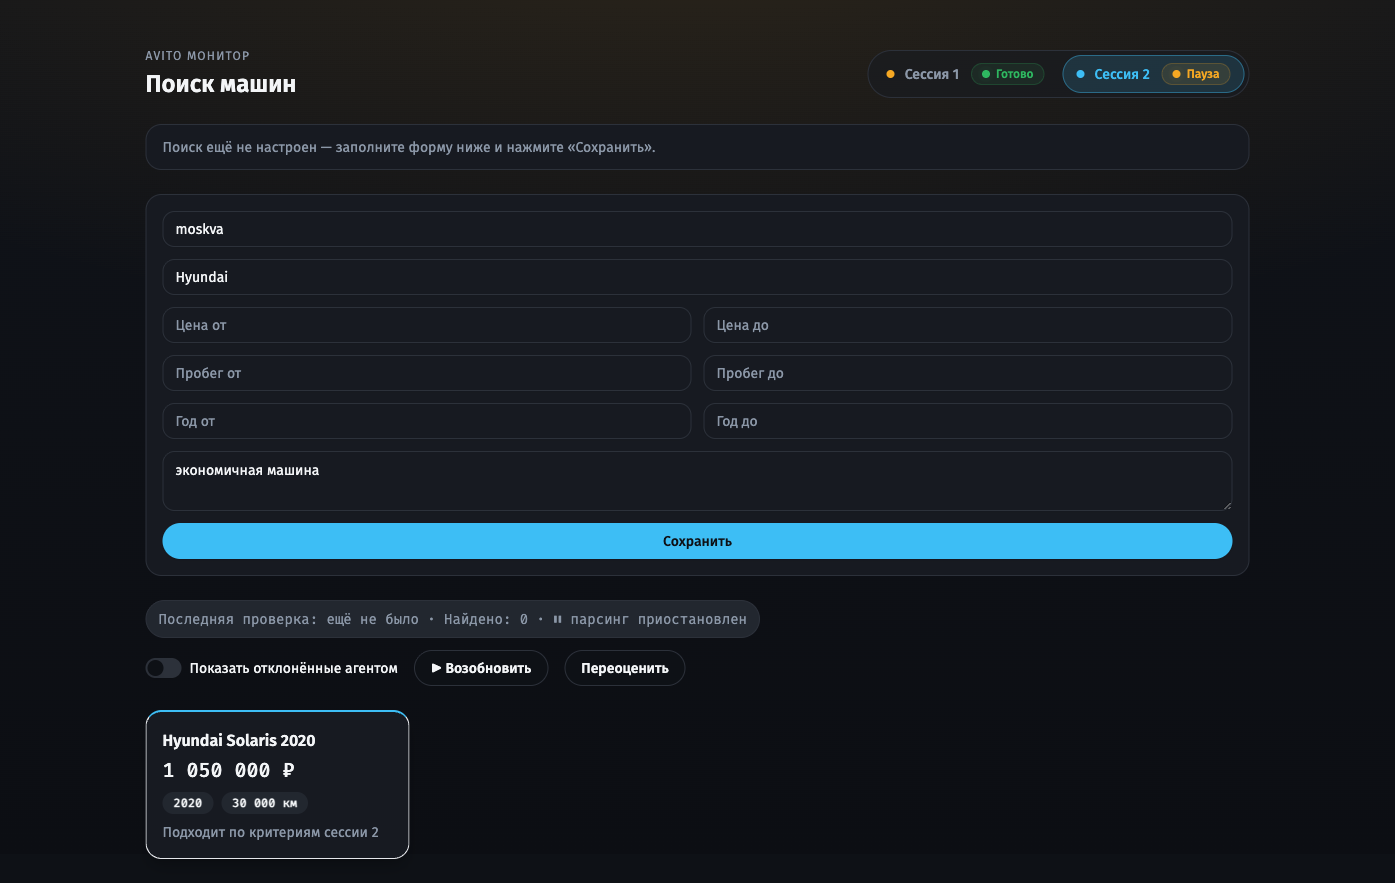 AVITO МОНИТОР
Поиск машин
Сессия 1 Готово Сессия 2 Пауза
Поиск ещё не настроен — заполните форму ниже и нажмите «Сохранить».
moskva
Hyundai
Цена от Цена до
Пробег от Пробег до
Год от Год до
экономичная машина
Сохранить
Последняя проверка: ещё не было · Найдено: 0 · ⏸ парсинг приостановлен
Показать отклонённые агентом ▶ Возобновить Переоценить
Hyundai Solaris 2020
1 050 000 ₽
2020 30 000 км
Подходит по критериям сессии 2